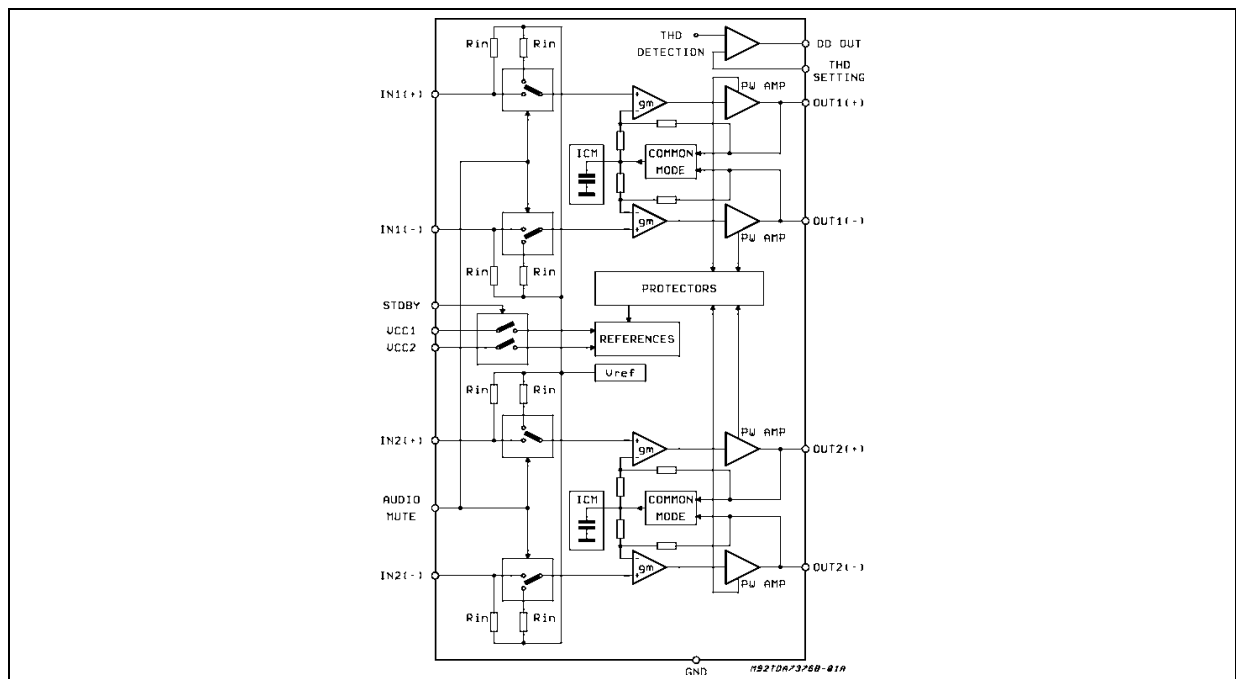 Rin Rin
THD
DETECTION
DD OUT
THD
SETTING
IN1(+)
gm
PW AMP
OUT1(+)
ICM
COMMON
MODE
IN1(-)
gm
PW AMP
OUT1(-)
Rin Rin
PROTECTORS
STDBY
VCC1
VCC2
REFERENCES
Vref
Rin Rin
IN2(+)
gm
PW AMP
OUT2(+)
AUDIO
MUTE
ICM
COMMON
MODE
IN2(-)
gm
PW AMP
OUT2(-)
Rin Rin
GND
M92TDA7376B-01A